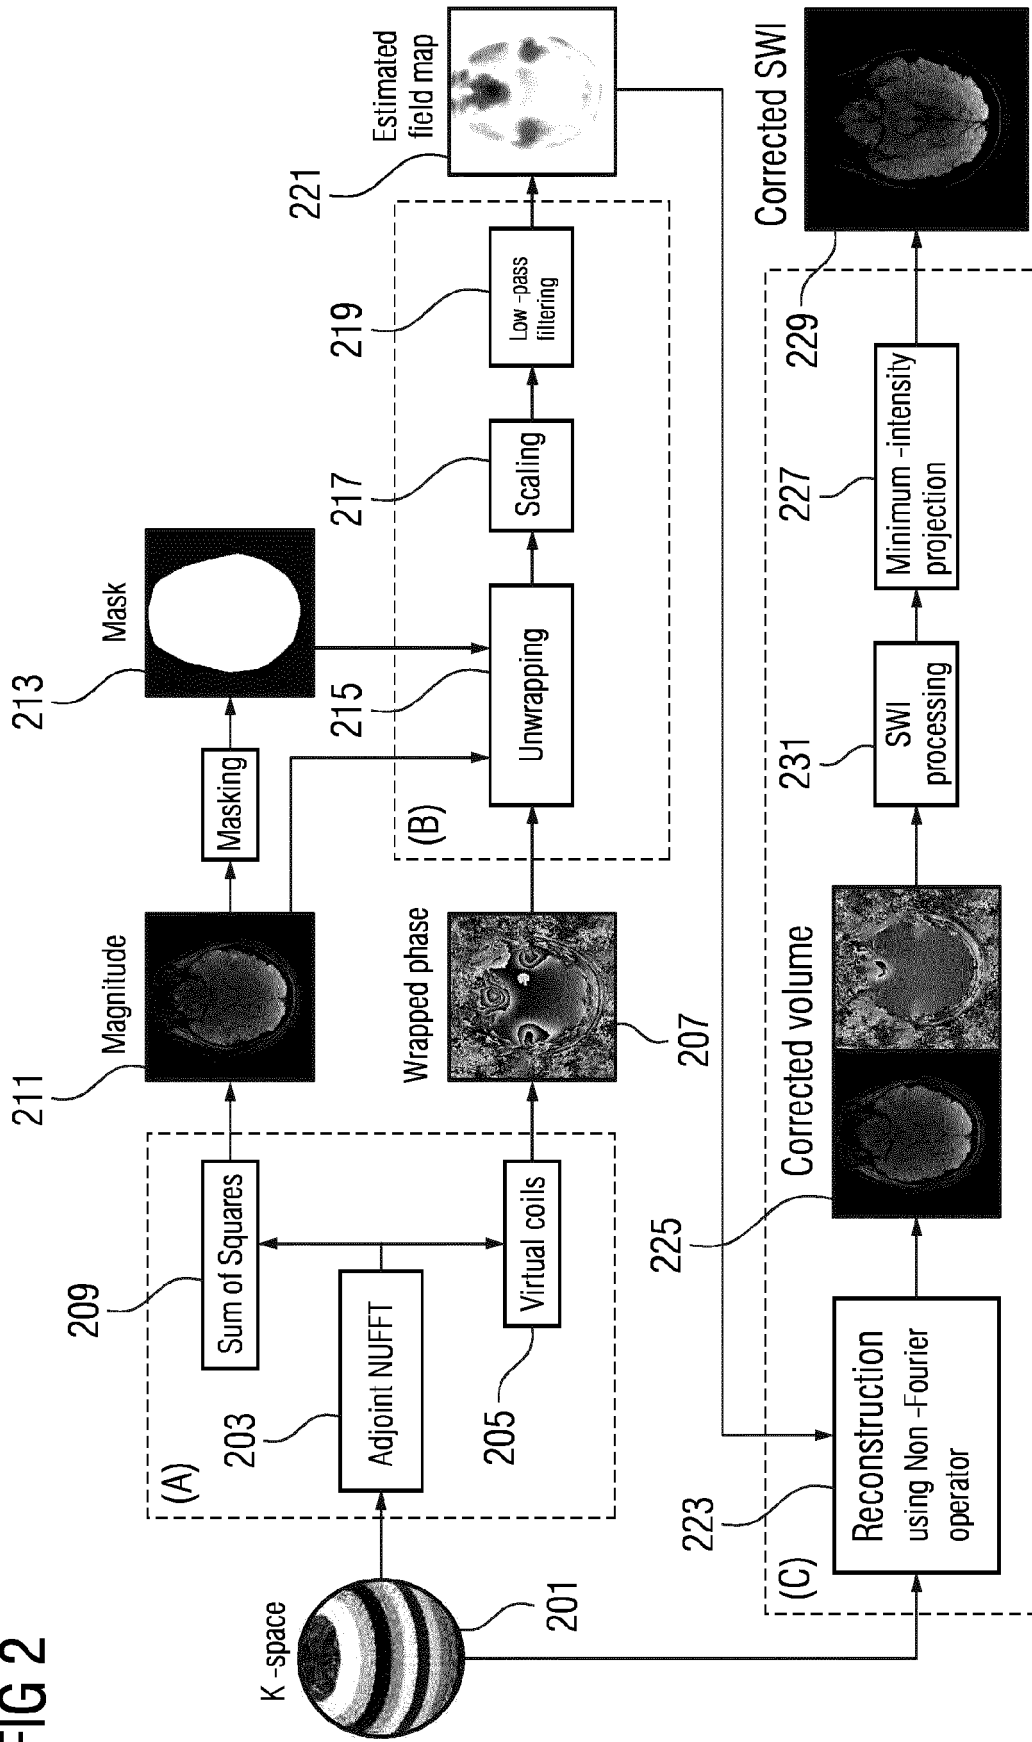 FIG 2
K-space
201
(A)
203
Adjoint NUFFT
209
Sum of Squares
205
Virtual coils
211
Magnitude
Masking
213
Mask
Wrapped phase
207
(B)
215
Unwrapping
217
Scaling
219
Low -pass
filtering
221
Estimated
field map
(C)
223
Reconstruction
using Non -Fourier
operator
225
Corrected volume
231
SWI
processing
227
Minimum -intensity
projection
229
Corrected SWI